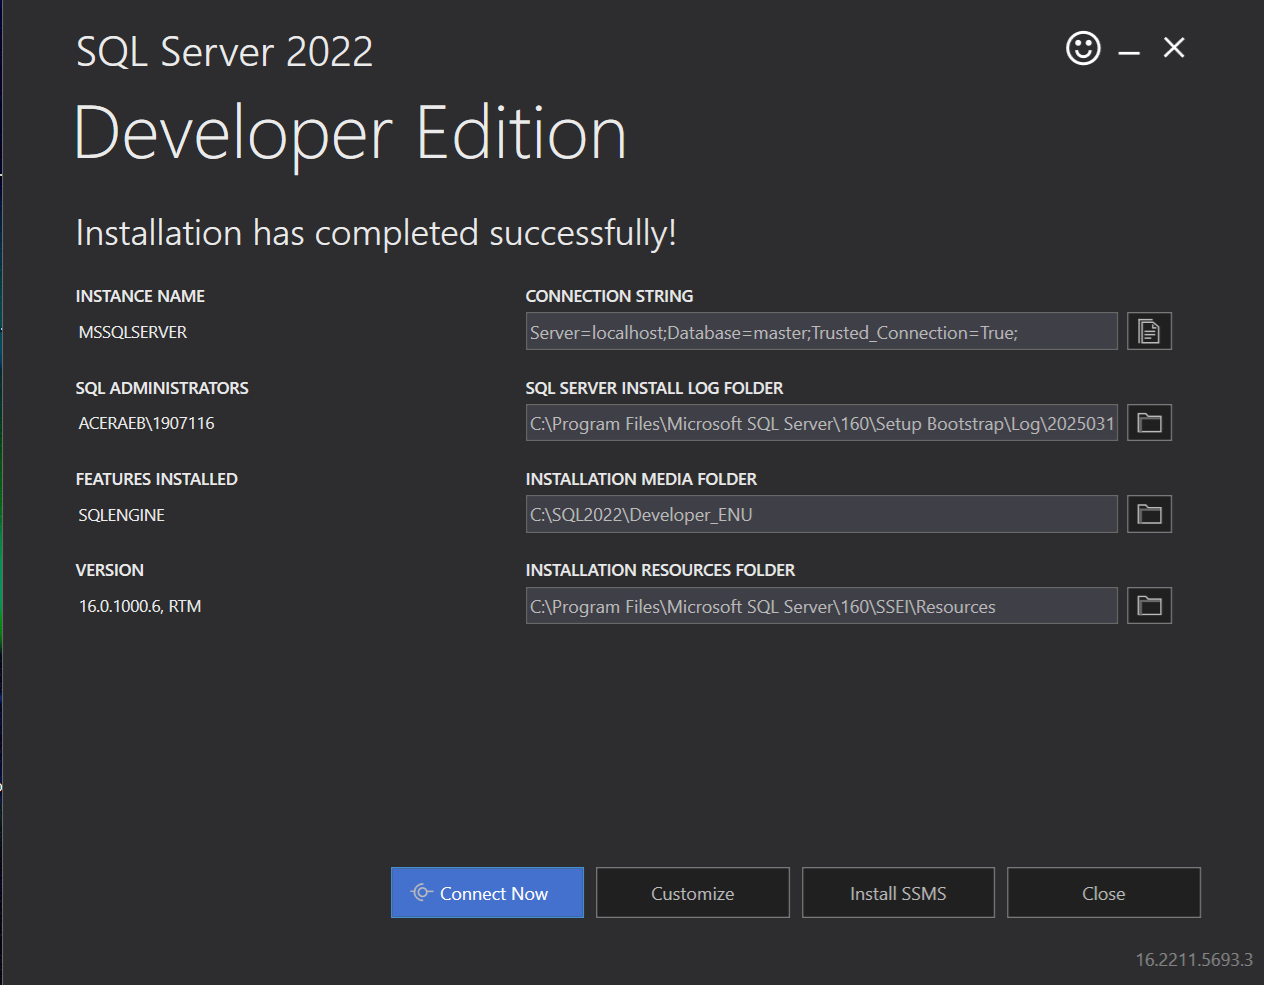 SQL Server 2022
Developer Edition
Installation has completed successfully!
INSTANCE NAME
MSSQLSERVER
CONNECTION STRING
Server=localhost;Database=master;Trusted_Connection=True;
SQL ADMINISTRATORS
ACERAEB\1907116
SQL SERVER INSTALL LOG FOLDER
C:\Program Files\Microsoft SQL Server\160\Setup Bootstrap\Log\2025031
FEATURES INSTALLED
SQLENGINE
INSTALLATION MEDIA FOLDER
C:\SQL2022\Developer_ENU
VERSION
16.0.1000.6, RTM
INSTALLATION RESOURCES FOLDER
C:\Program Files\Microsoft SQL Server\160\SSEI\Resources
Connect Now
Customize
Install SSMS
Close
16.2211.5693.3